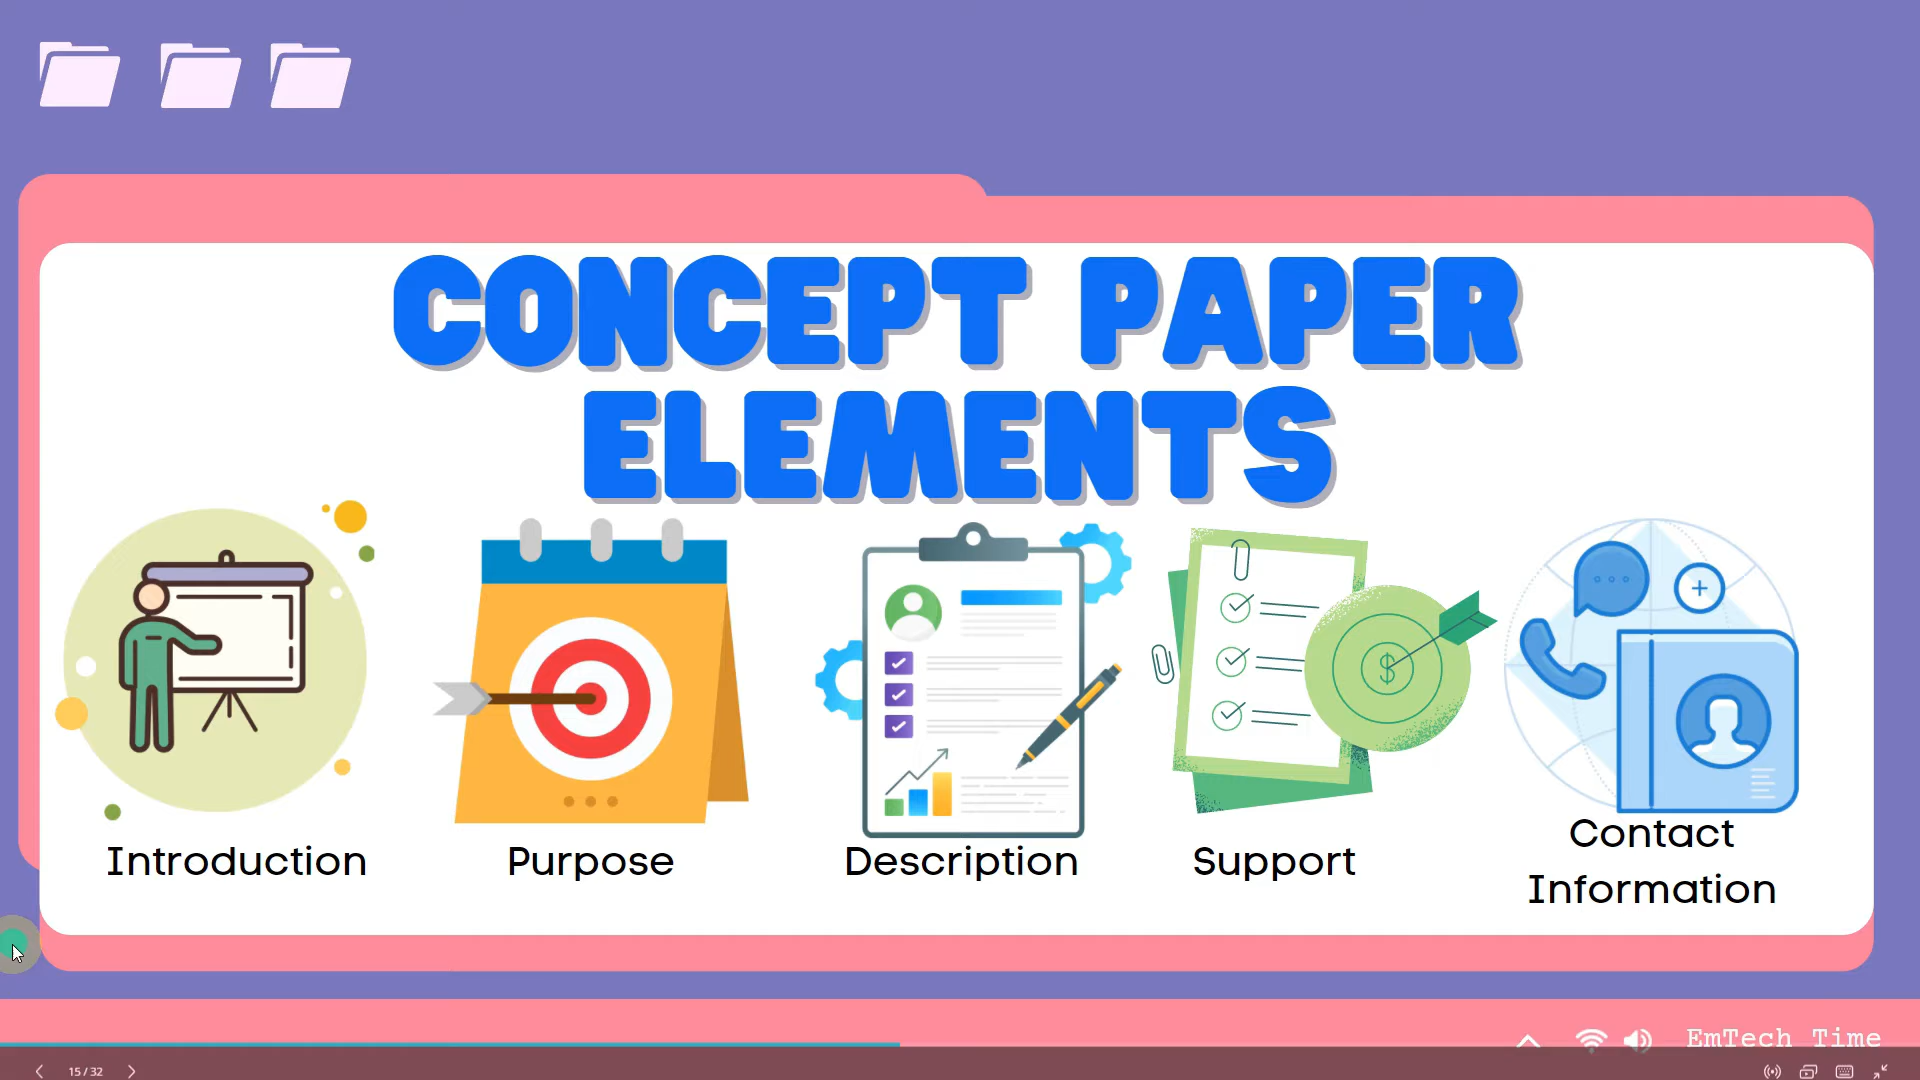 CONCEPT PAPER
ELEMENTS
Introduction
Purpose
Description
Support
Contact
Information
EmTech Time
15/32